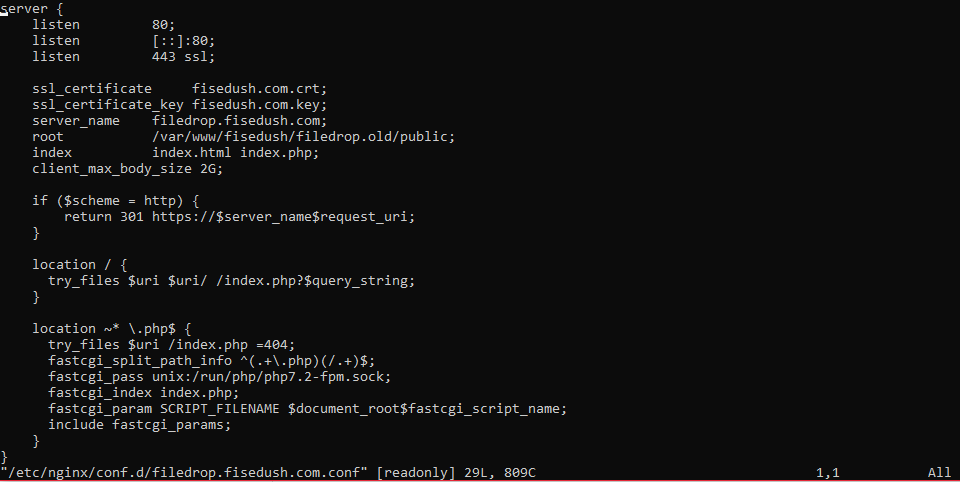 server {
    listen         80;
    listen         [::]:80;
    listen         443 ssl;

    ssl_certificate     fisedush.com.crt;
    ssl_certificate_key fisedush.com.key;
    server_name    filedrop.fisedush.com;
    root           /var/www/fisedush/filedrop.old/public;
    index          index.html index.php;
    client_max_body_size 2G;

    if ($scheme = http) {
        return 301 https://$server_name$request_uri;
    }

    location / {
      try_files $uri $uri/ /index.php?$query_string;
    }

    location ~* \.php$ {
      try_files $uri /index.php =404;
      fastcgi_split_path_info ^(.+\.php)(/.+)$;
      fastcgi_pass unix:/run/php/php7.2-fpm.sock;
      fastcgi_index index.php;
      fastcgi_param SCRIPT_FILENAME $document_root$fastcgi_script_name;
      include fastcgi_params;
    }
}
"/etc/nginx/conf.d/filedrop.fisedush.com.conf" [readonly] 29L, 809C                                   1,1           All